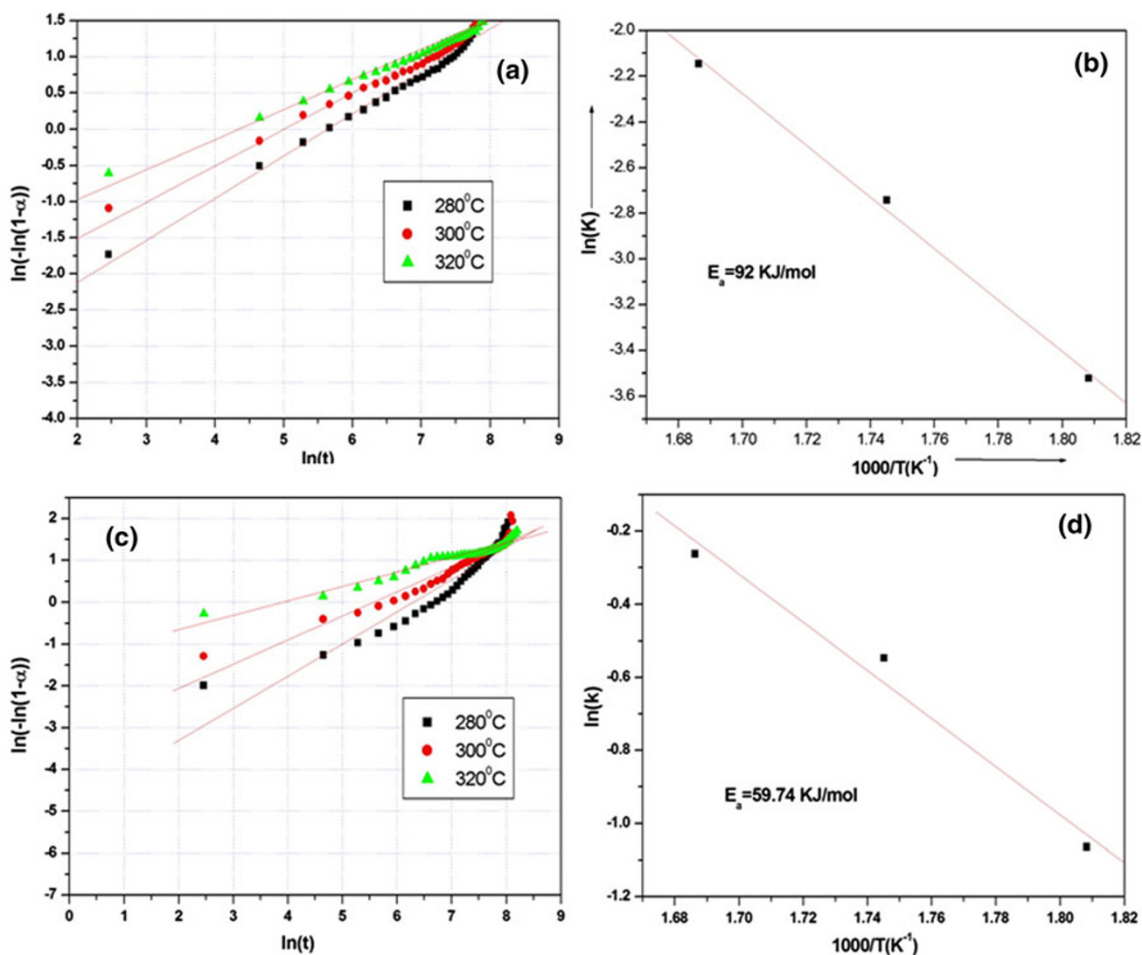 (a)
ln(-ln(1-α))
1.5
1.0
0.5
0.0
-0.5
-1.0
-1.5
-2.0
-2.5
-3.0
-3.5
-4.0
280⁰C
300⁰C
320⁰C
2 3 4 5 6 7 8 9
ln(t)
(b)
ln(K)
-2.0
-2.2
-2.4
-2.6
-2.8
-3.0
-3.2
-3.4
-3.6
Eₐ=92 KJ/mol
1.68 1.70 1.72 1.74 1.76 1.78 1.80 1.82
1000/T(K⁻¹)
(c)
ln(-ln(1-α))
2
1
0
-1
-2
-3
-4
-5
-6
-7
280⁰C
300⁰C
320⁰C
0 1 2 3 4 5 6 7 8 9
ln(t)
(d)
ln(k)
-0.2
-0.4
-0.6
-0.8
-1.0
-1.2
Eₐ=59.74 KJ/mol
1.68 1.70 1.72 1.74 1.76 1.78 1.80 1.82
1000/T(K⁻¹)